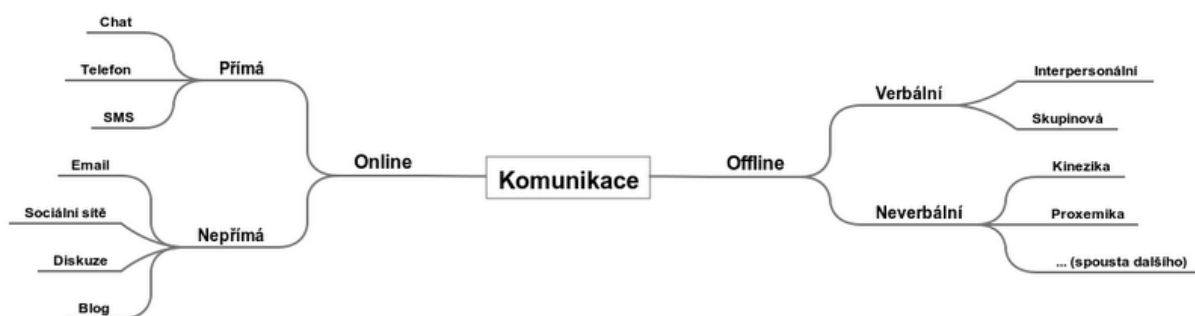 Chat
Telefon
SMS
Přímá
Email
Sociální sítě
Diskuze
Blog
Nepřímá
Online
Komunikace
Offline
Verbální
Interpersonální
Skupinová
Neverbální
Kinezika
Proxemika
... (spousta dalšího)